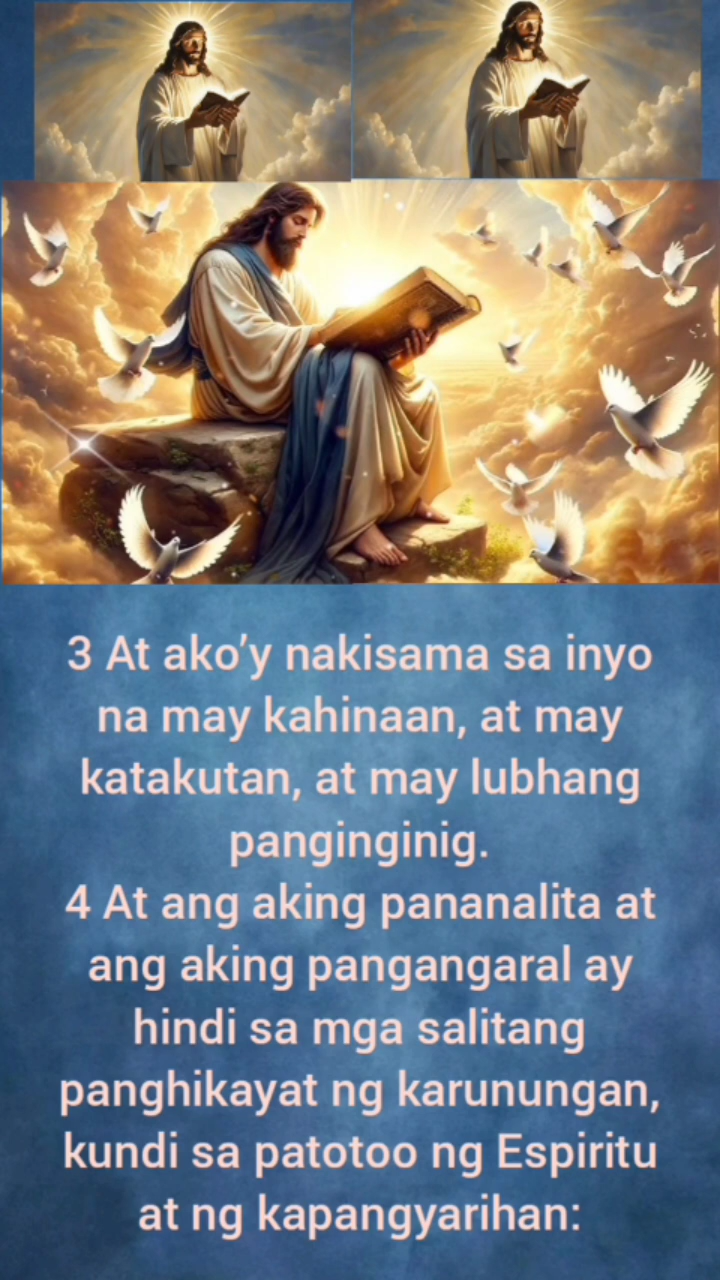 3 At ako’y nakisama sa inyo
na may kahinaan, at may
katakutan, at may lubhang
panginginig.
4 At ang aking pananalita at
ang aking pangangaral ay
hindi sa mga salitang
panghikayat ng karunungan,
kundi sa patotoo ng Espiritu
at ng kapangyarihan: